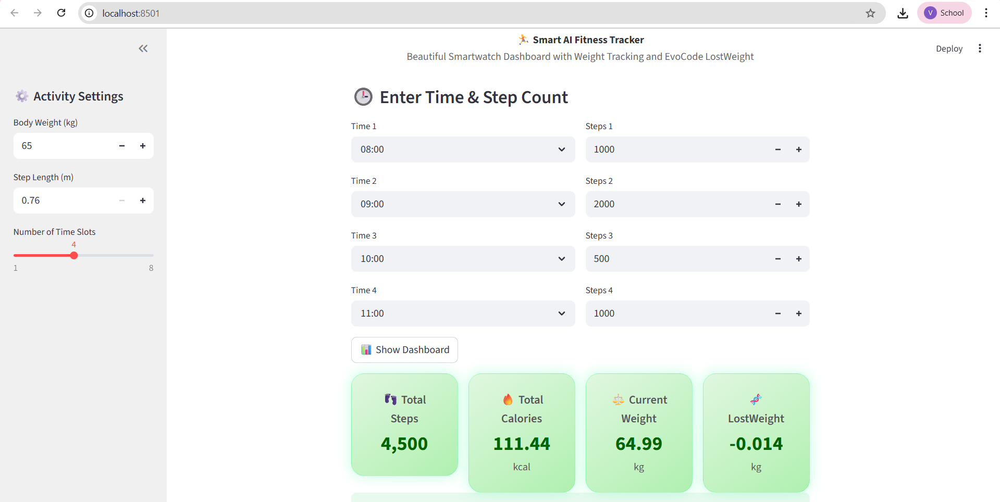 localhost:8501
V School
Smart AI Fitness Tracker
Beautiful Smartwatch Dashboard with Weight Tracking and EvoCode LostWeight
Deploy
Activity Settings
Body Weight (kg)
65
Step Length (m)
0.76
Number of Time Slots
4
1 8
Enter Time & Step Count
Time 1 Steps 1
08:00 1000
Time 2 Steps 2
09:00 2000
Time 3 Steps 3
10:00 500
Time 4 Steps 4
11:00 1000
Show Dashboard
Total
Steps
4,500
Total
Calories
111.44
kcal
Current
Weight
64.99
kg
LostWeight
-0.014
kg